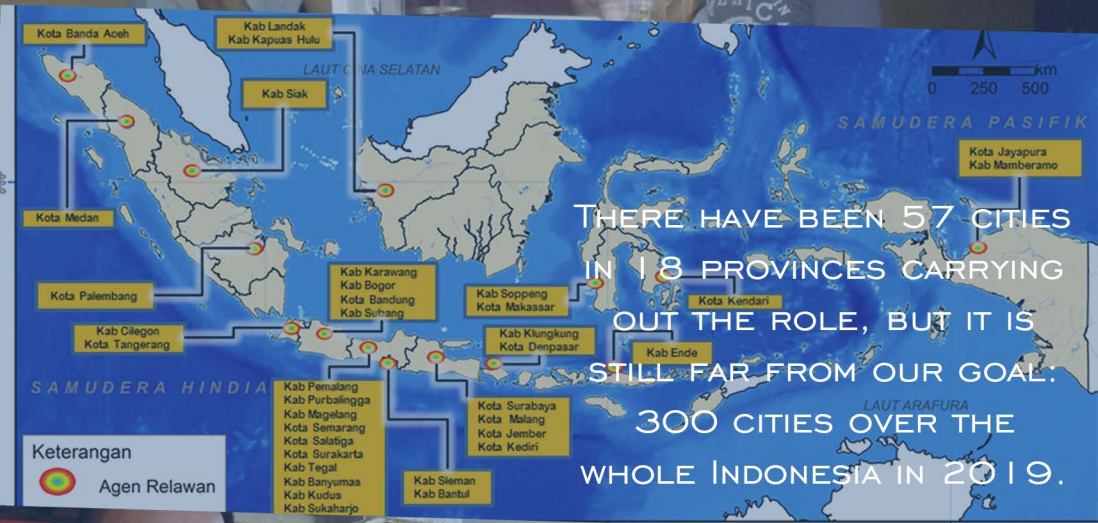 Kota Banda Aceh
Kab Landak
Kab Kapuas Hulu
LAUT CINA SELATAN
Kab Siak
km
0 250 500
SAMUDERA PASIFIK
Kota Jayapura
Kab Mamberamo
Kota Medan
THERE HAVE BEEN 57 CITIES
IN 18 PROVINCES CARRYING
OUT THE ROLE, BUT IT IS
STILL FAR FROM OUR GOAL:
300 CITIES OVER THE
WHOLE INDONESIA IN 2019.
Kota Palembang
Kab Karawang
Kab Bogor
Kota Bandung
Kab Subang
Kab Soppeng
Kota Makassar
Kota Kendari
Kab Cilegon
Kota Tangerang
Kab Klungkung
Kota Denpasar
Kab Ende
SAMUDERA HINDIA
Kab Pemalang
Kab Purbalingga
Kab Magelang
Kota Semarang
Kota Salatiga
Kota Surakarta
Kab Tegal
Kab Banyumas
Kab Kudus
Kab Sukaharjo
Kota Surabaya
Kota Malang
Kota Jember
Kota Kediri
LAUT ARAFURA
Kab Sleman
Kab Bantul
Keterangan
Agen Relawan